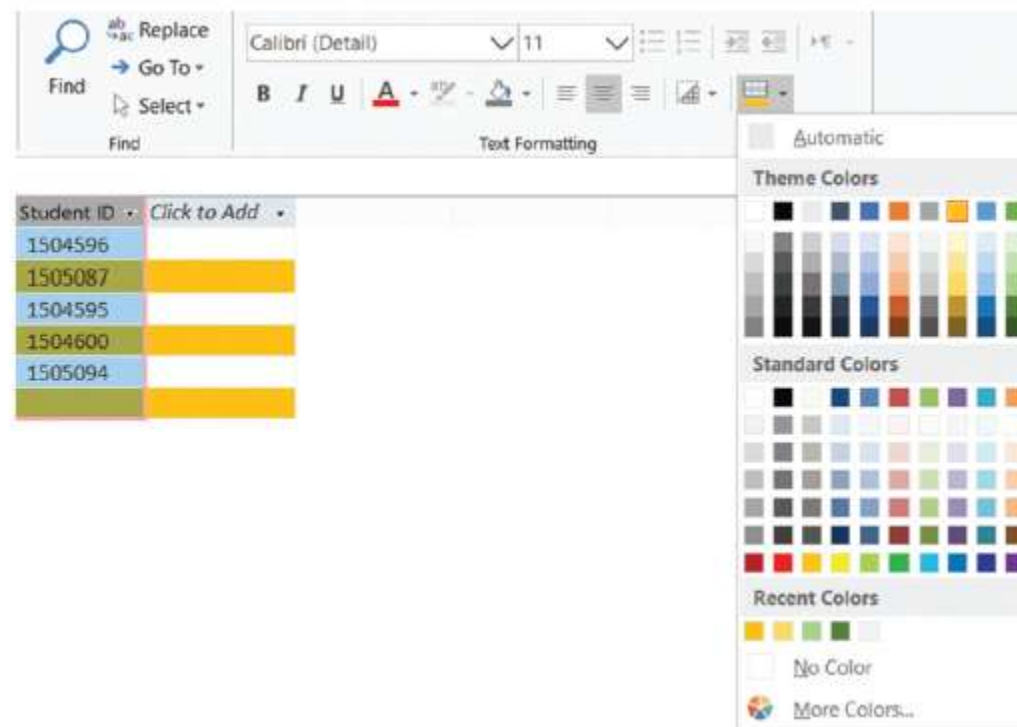 Find
Replace
Go To
Select
Find
Calibri (Detail)
11
B I U A
Text Formatting
Automatic
Theme Colors
Standard Colors
Recent Colors
No Color
More Colors...
Student ID Click to Add
1504596
1505087
1504595
1504600
1505094